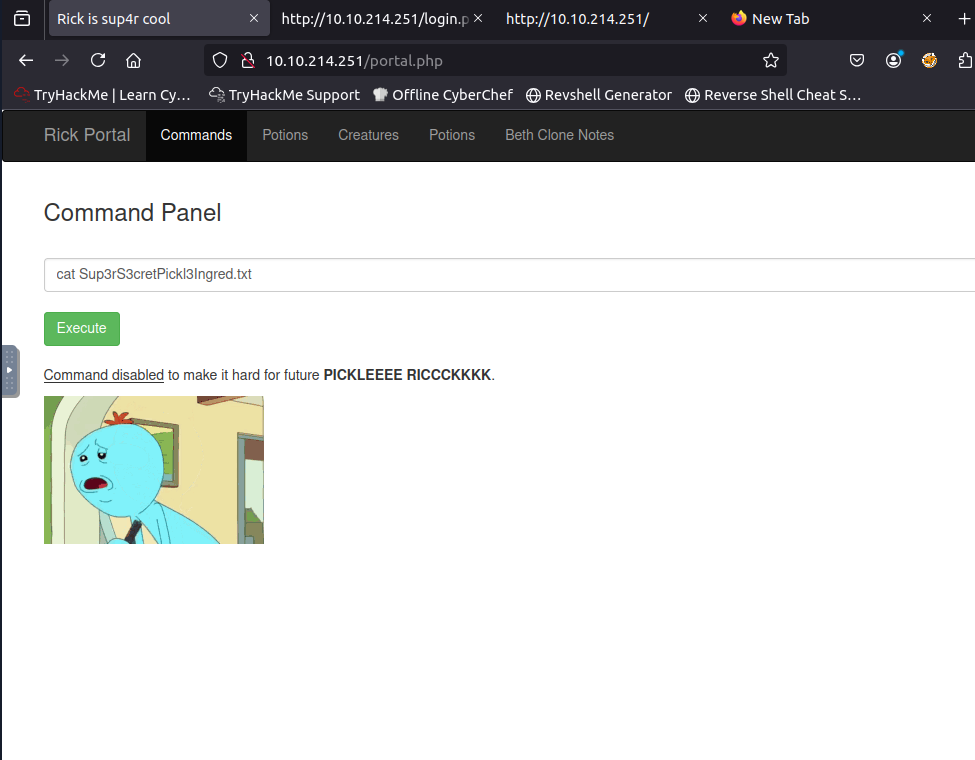 Rick is sup4r cool
http://10.10.214.251/login.p
http://10.10.214.251/
New Tab
10.10.214.251/portal.php
TryHackMe | Learn Cy... TryHackMe Support Offline CyberChef Revshell Generator Reverse Shell Cheat S...
Rick Portal Commands Potions Creatures Potions Beth Clone Notes
Command Panel
cat Sup3rS3cretPickl3Ingred.txt
Execute
Command disabled to make it hard for future PICKLEEEE RICCCKKKK.